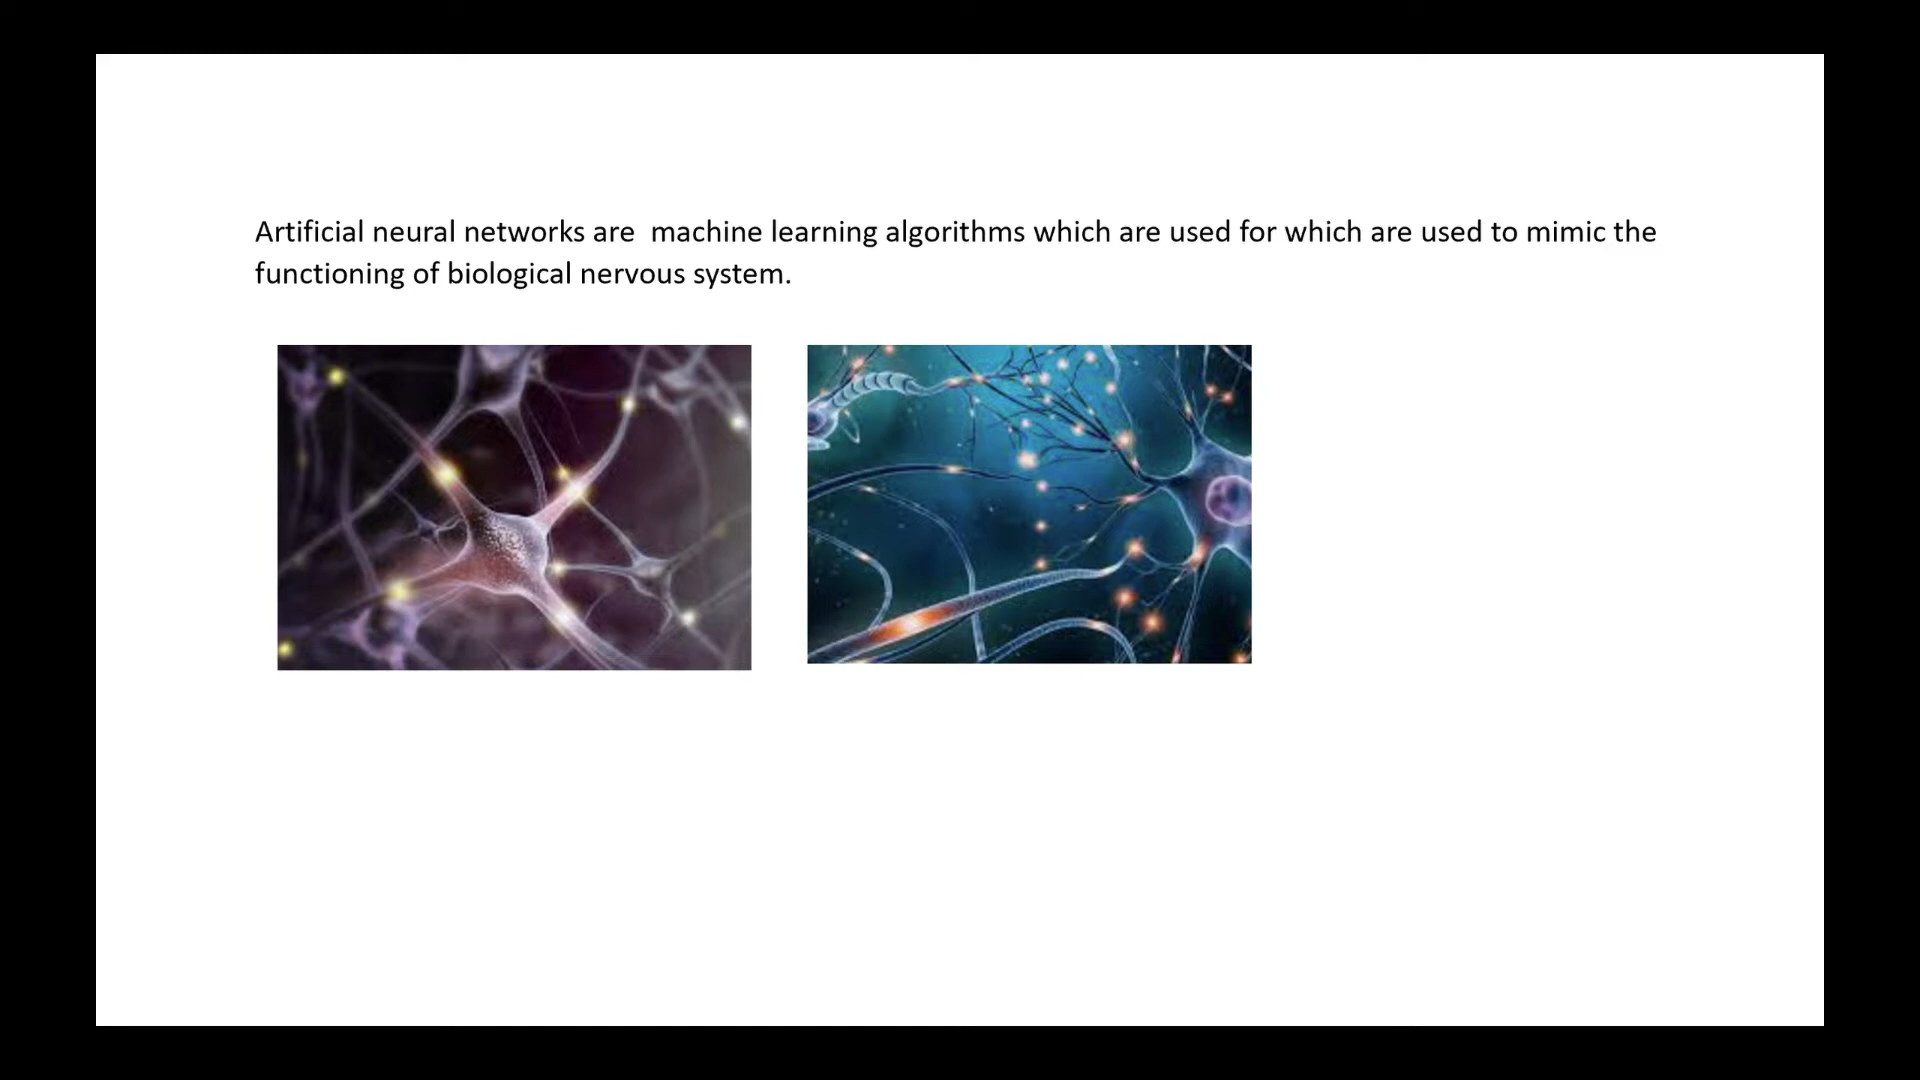 Artificial neural networks are  machine learning algorithms which are used for which are used to mimic the
functioning of biological nervous system.